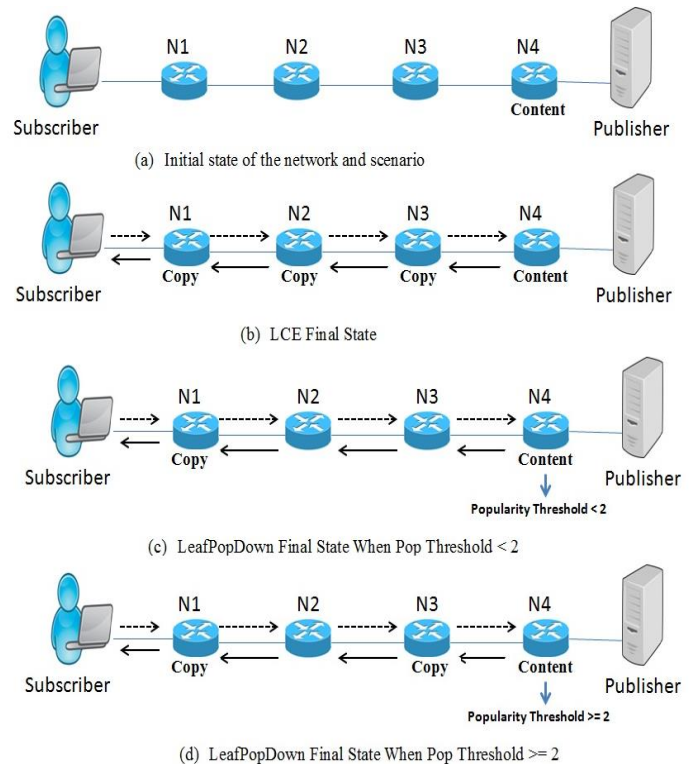 N1 N2 N3 N4
Subscriber Content Publisher
(a) Initial state of the network and scenario
N1 N2 N3 N4
Subscriber Copy Copy Copy Content Publisher
(b) LCE Final State
N1 N2 N3 N4
Subscriber Copy Content Publisher
Popularity Threshold < 2
(c) LeafPopDown Final State When Pop Threshold < 2
N1 N2 N3 N4
Subscriber Copy Copy Content Publisher
Popularity Threshold >= 2
(d) LeafPopDown Final State When Pop Threshold >= 2